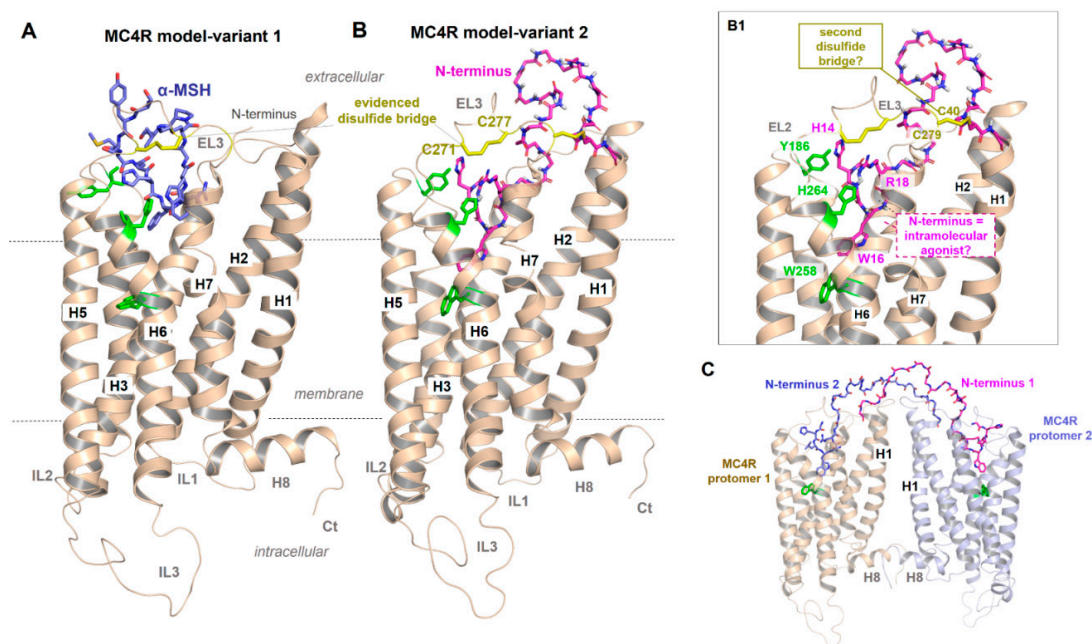 A
MC4R model-variant 1
α-MSH
extracellular
N-terminus
EL3
H5
H3
H6
H7
H2
H1
membrane
IL2
IL1
H8
Ct
IL3
intracellular
B
MC4R model-variant 2
N-terminus
EL3
evidenced
disulfide bridge
C277
C271
H2
H7
H5
H1
H6
H3
IL2
IL1
H8
IL3
Ct
B1
second
disulfide
bridge?
EL3
C40
H14
EL2
C279
Y186
H264
R18
H2
H1
N-terminus =
intramolecular
agonist?
W16
W258
H7
H6
C
N-terminus 2
N-terminus 1
MC4R
protomer 2
MC4R
protomer 1
H1
H1
H8
H8